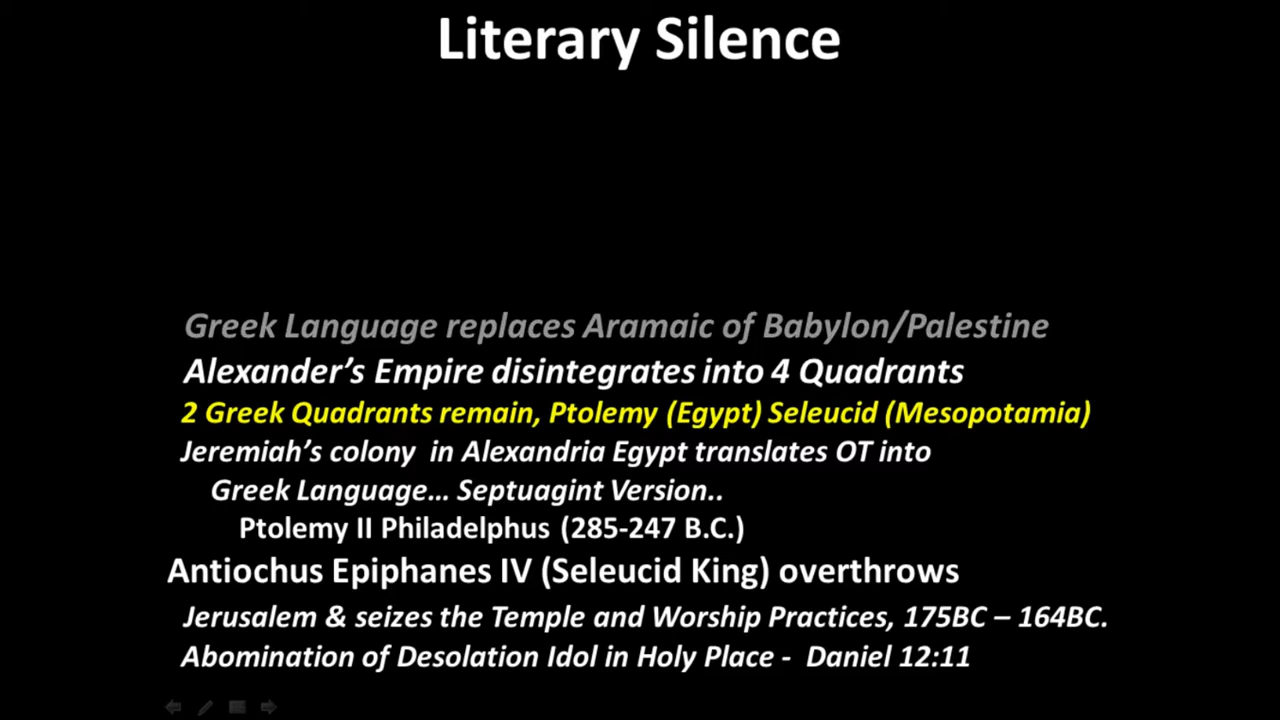 Literary Silence
Greek Language replaces Aramaic of Babylon/Palestine
Alexander's Empire disintegrates into 4 Quadrants
2 Greek Quadrants remain, Ptolemy (Egypt) Seleucid (Mesopotamia)
Jeremiah's colony in Alexandria Egypt translates OT into
Greek Language… Septuagint Version..
Ptolemy II Philadelphus (285-247 B.C.)
Antiochus Epiphanes IV (Seleucid King) overthrows
Jerusalem & seizes the Temple and Worship Practices, 175BC – 164BC.
Abomination of Desolation Idol in Holy Place - Daniel 12:11